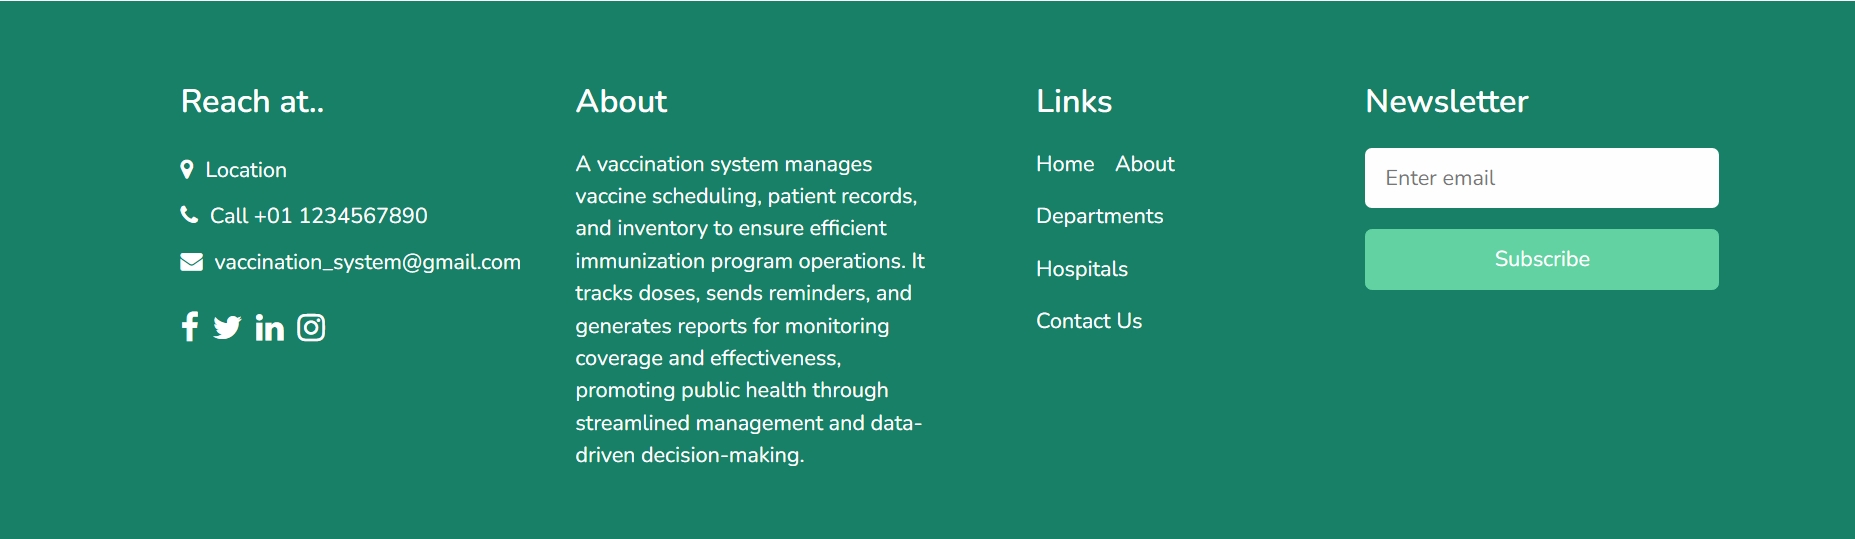 Reach at..
Location
Call +01 1234567890
vaccination_system@gmail.com
About
A vaccination system manages
vaccine scheduling, patient records,
and inventory to ensure efficient
immunization program operations. It
tracks doses, sends reminders, and
generates reports for monitoring
coverage and effectiveness,
promoting public health through
streamlined management and data-
driven decision-making.
Links
Home About
Departments
Hospitals
Contact Us
Newsletter
Enter email
Subscribe